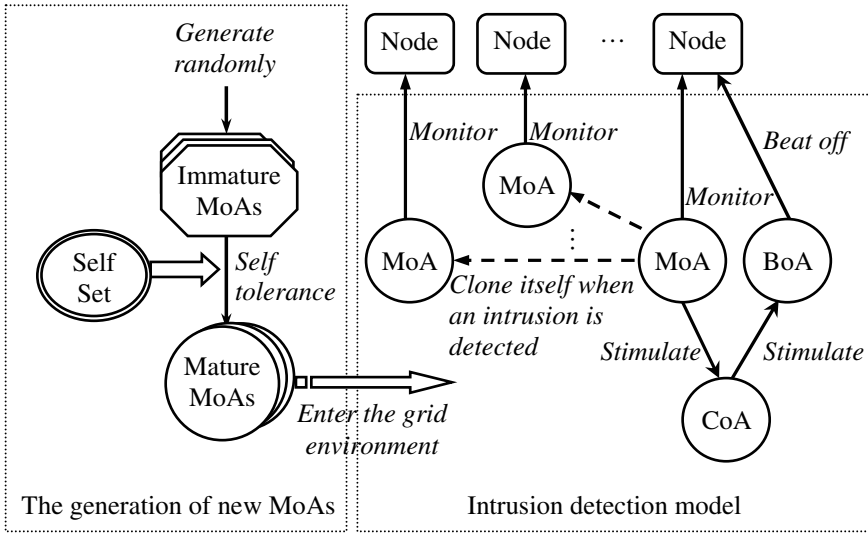 Generate
randomly
Immature
MoAs
Self
Set
Self
tolerance
Mature
MoAs
Enter the grid
environment
The generation of new MoAs
Node
Node
...
Node
Monitor
Monitor
Beat off
MoA
Monitor
MoA
...
MoA
BoA
Clone itself when
an intrusion is
detected
Stimulate
Stimulate
CoA
Intrusion detection model